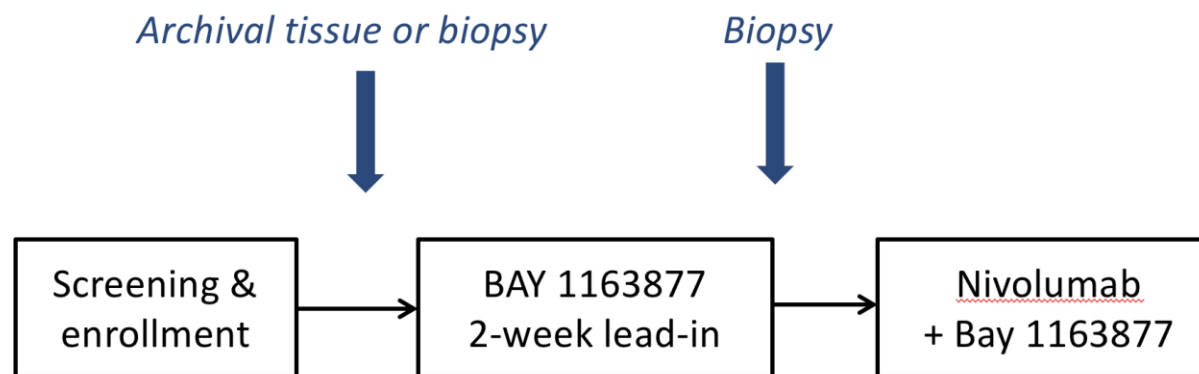 Archival tissue or biopsy
Biopsy
Screening &
enrollment
BAY 1163877
2-week lead-in
Nivolumab
+ Bay 1163877